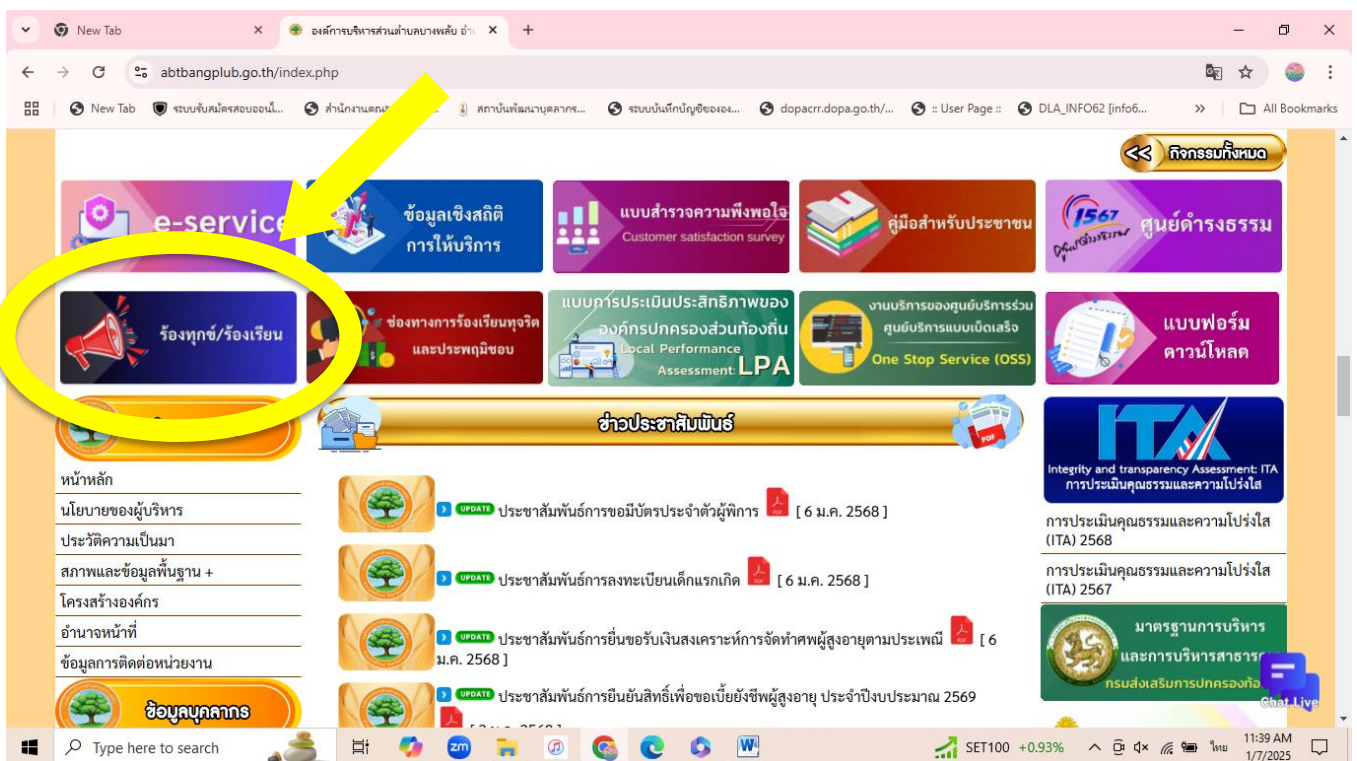 New Tab
องค์การบริหารส่วนตำบลบางพลับ อำ
abtbangplub.go.th/index.php
New Tab
ระบบรับสมัครสอบออนไ...
สถาบันพัฒนาบุคลากร...
ระบบบันทึกบัญชีขององ...
dopacrr.dopa.go.th/...
:: User Page ::
DLA_INFO62 [info6...
All Bookmarks
<< กิจกรรมทั้งหมด
e-service
ข้อมูลเชิงสถิติ
การให้บริการ
แบบสำรวจความพึงพอใจ
Customer satisfaction survey
คู่มือสำหรับประชาชน
1567
ศูนย์ดำรงธรรม
ศูนย์ดำรงธรรม
ร้องทุกข์/ร้องเรียน
ช่องทางการร้องเรียนทุจริต
และประพฤมิชอบ
แบบการประเมินประสิทธิภาพของ
องค์กรปกครองส่วนท้องถิ่น
Local Performance
Assessment: LPA
งานบริการของศูนย์บริการร่วม
ศูนย์บริการแบบเบ็ดเสร็จ
One Stop Service (OSS)
แบบฟอร์ม
ดาวน์โหลด
ข่าวประชาสัมพันธ์
PDF
ITA
Integrity and transparency Assessment: ITA
การประเมินคุณธรรมและความโปร่งใส
หน้าหลัก
นโยบายของผู้บริหาร
ประวัติความเป็นมา
สภาพและข้อมูลพื้นฐาน +
โครงสร้างองค์กร
อำนาจหน้าที่
ข้อมูลการติดต่อหน่วยงาน
ข้อมูลบุคลากร
UPDATE ประชาสัมพันธ์การขอมีบัตรประจำตัวผู้พิการ PDF [ 6 ม.ค. 2568 ]
UPDATE ประชาสัมพันธ์การลงทะเบียนเด็กแรกเกิด PDF [ 6 ม.ค. 2568 ]
UPDATE ประชาสัมพันธ์การยื่นขอรับเงินสงเคราะห์การจัดทำศพผู้สูงอายุตามประเพณี PDF [ 6
ม.ค. 2568 ]
UPDATE ประชาสัมพันธ์การยืนยันสิทธิ์เพื่อขอเบี้ยยังชีพผู้สูงอายุ ประจำปีงบประมาณ 2569
การประเมินคุณธรรมและความโปร่งใส
(ITA) 2568
การประเมินคุณธรรมและความโปร่งใส
(ITA) 2567
มาตรฐานการบริหาร
และการบริหารสาธาร
กรมส่งเสริมการปกครองท้อ
Chat Live
Type here to search
zm
SET100 +0.93%
ไทย
11:39 AM
1/7/2025